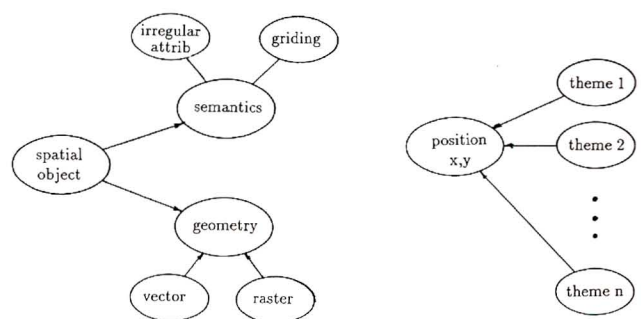 irregular
attrib
griding
semantics
spatial
object
geometry
vector
raster
theme 1
position
x,y
theme 2
theme n